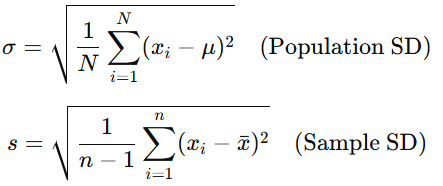 σ = √(1/N ∑_{i=1}^{N} (x_i − μ)²) (Population SD)
s = √(1/(n − 1) ∑_{i=1}^{n} (x_i − x̄)²) (Sample SD)